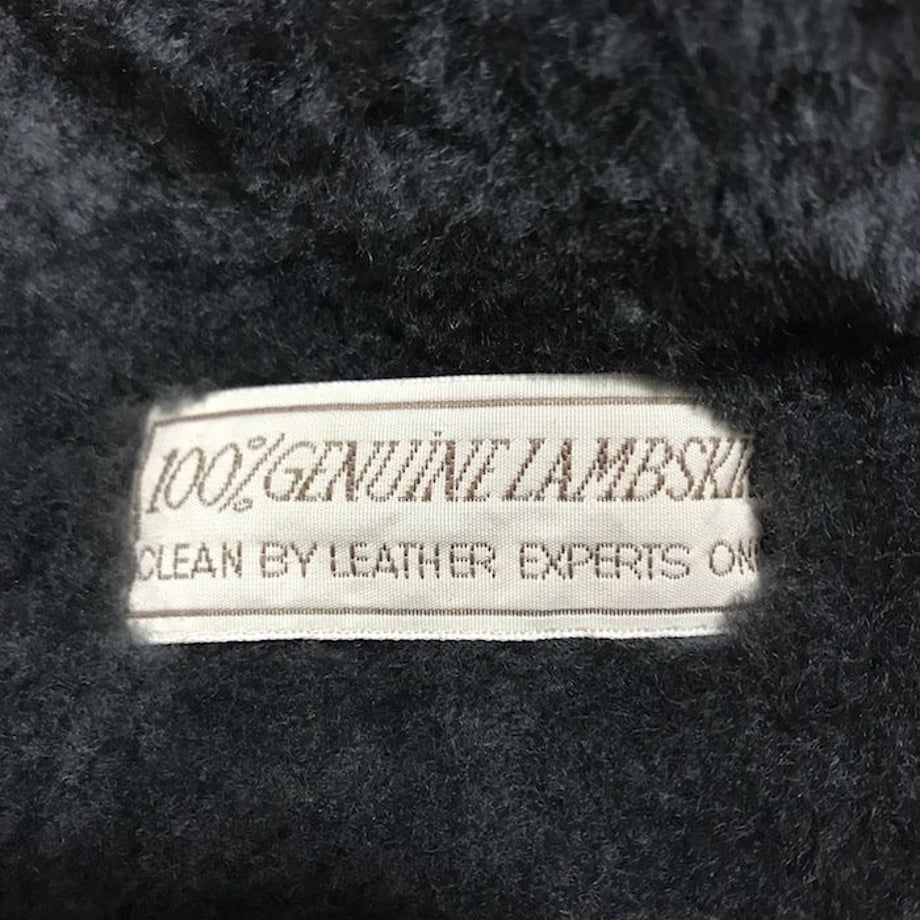 100% GENUINE LAMBSKI
CLEAN BY LEATHER EXPERTS ON